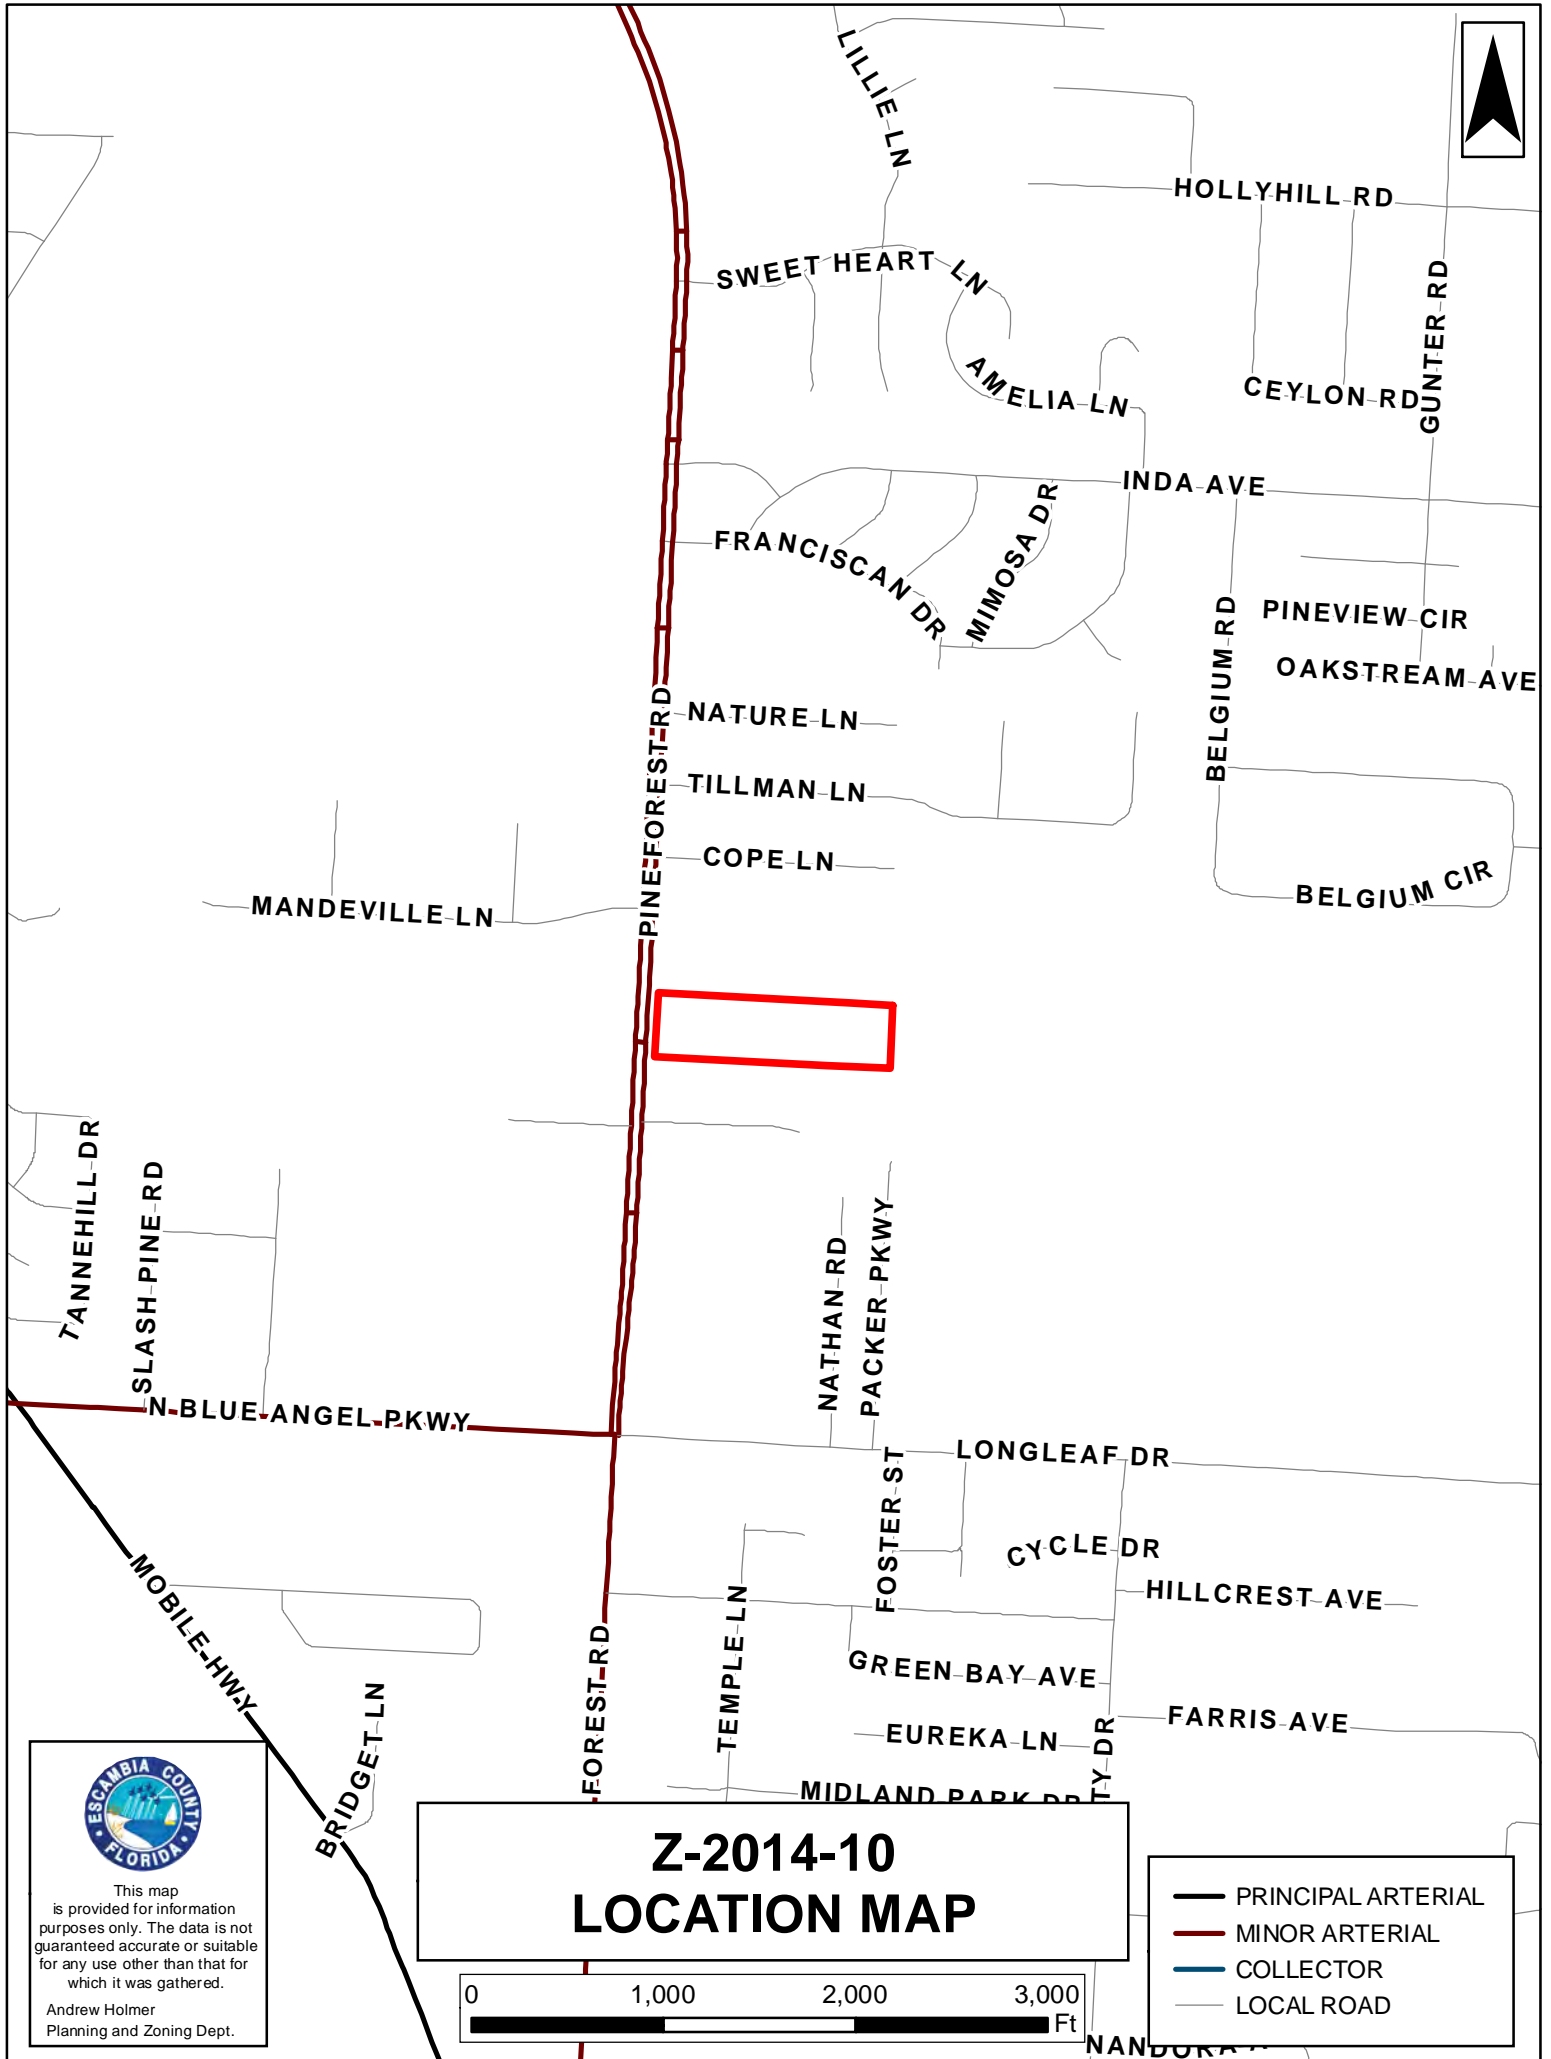 LILLIE LN
HOLLYHILL RD
SWEET HEART LN
GUNTER RD
AMELIA LN
CEYLON RD
INDA AVE
FRANCISCAN DR
MIMOSA DR
BELGIUM RD
PINEVIEW CIR
OAKSTREAM AVE
PINE FOREST RD
NATURE LN
TILLMAN LN
COPE LN
MANDEVILLE LN
BELGIUM CIR
TANNEHILL DR
SLASH PINE RD
NATHAN RD
PACKER PKWY
N BLUE ANGEL PKWY
LONGLEAF DR
FOSTER ST
CYCLE DR
HILLCREST AVE
MOBILE HWY
TEMPLE LN
FOREST RD
GREEN BAY AVE
BRIDGET LN
EUREKA LN
FARRIS AVE
TY DR
MIDLAND PARK DR
ESCAMBIA COUNTY
FLORIDA
This map
is provided for information
purposes only. The data is not
guaranteed accurate or suitable
for any use other than that for
which it was gathered.
Andrew Holmer
Planning and Zoning Dept.
Z-2014-10
LOCATION MAP
0 1,000 2,000 3,000
Ft
PRINCIPAL ARTERIAL
MINOR ARTERIAL
COLLECTOR
LOCAL ROAD
NANDORA